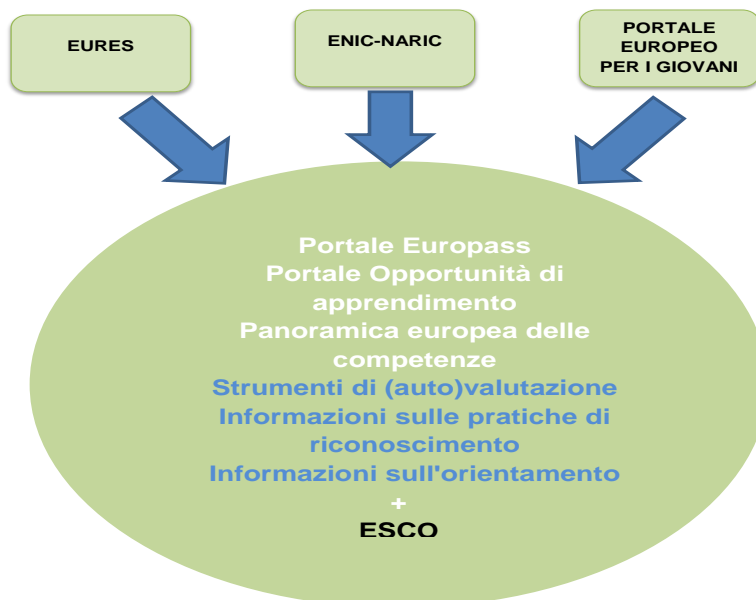 EURES
ENIC-NARIC
PORTALE
EUROPEO
PER I GIOVANI
Portale Europass
Portale Opportunità di
apprendimento
Panoramica europea delle
competenze
Strumenti di (auto)valutazione
Informazioni sulle pratiche di
riconoscimento
Informazioni sull'orientamento
+
ESCO